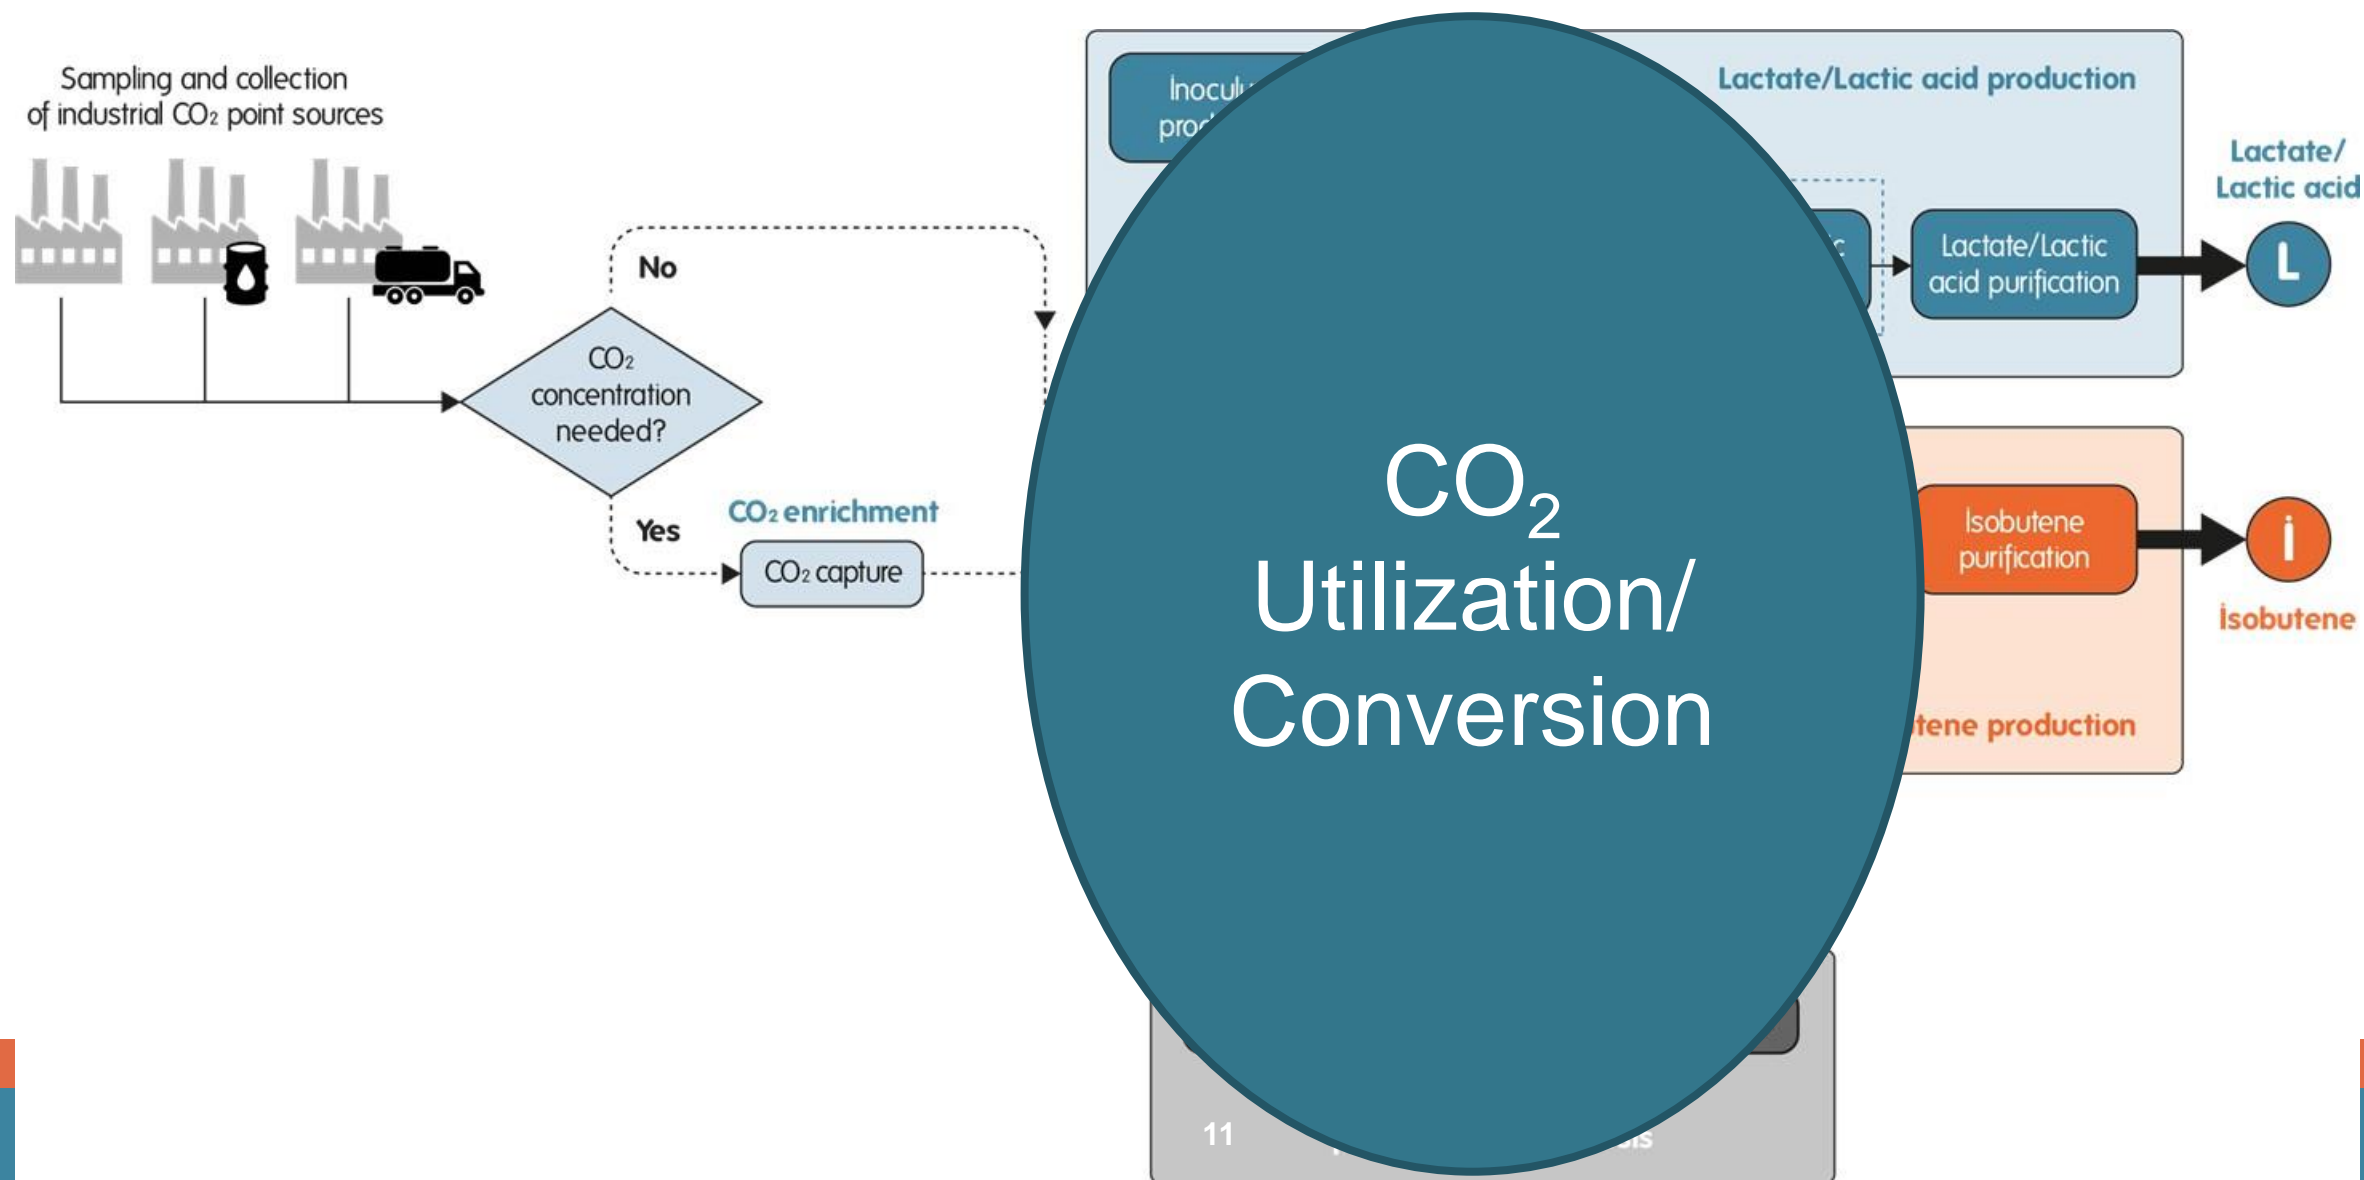 Sampling and collection
of industrial CO₂ point sources
No
CO₂
concentration
needed?
Yes
CO₂ enrichment
CO₂ capture
Lactate/Lactic acid production
Lactate/Lactic
acid purification
Lactate/
Lactic acid
L
CO₂
Utilization/
Conversion
Isobutene
purification
i
isobutene
production
11